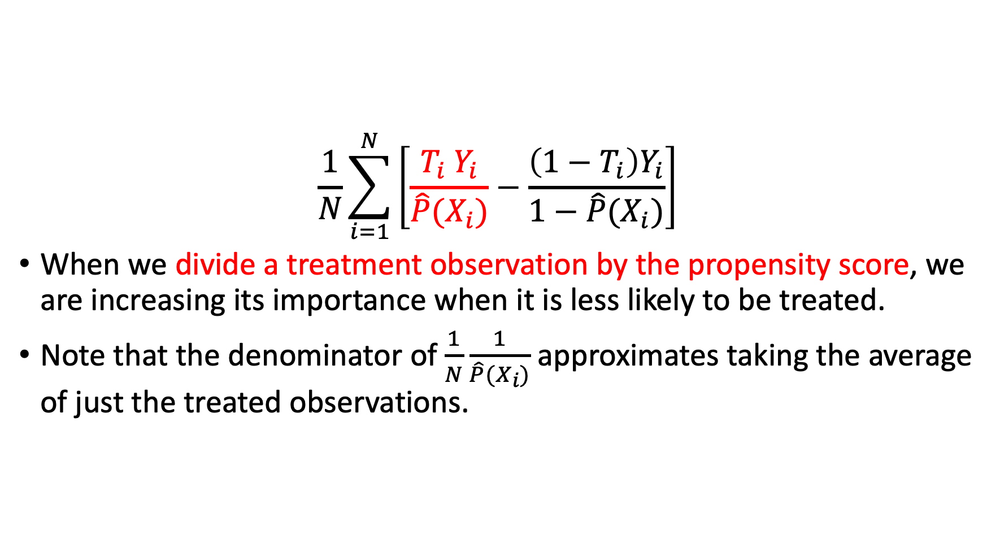 $\frac{1}{N}\sum_{i=1}^{N}\left[\frac{T_i Y_i}{\hat{P}(X_i)} - \frac{(1 - T_i)Y_i}{1 - \hat{P}(X_i)}\right]$
• When we divide a treatment observation by the propensity score, we
are increasing its importance when it is less likely to be treated.
• Note that the denominator of $\frac{1}{N}\frac{1}{\hat{P}(X_i)}$ approximates taking the average
of just the treated observations.